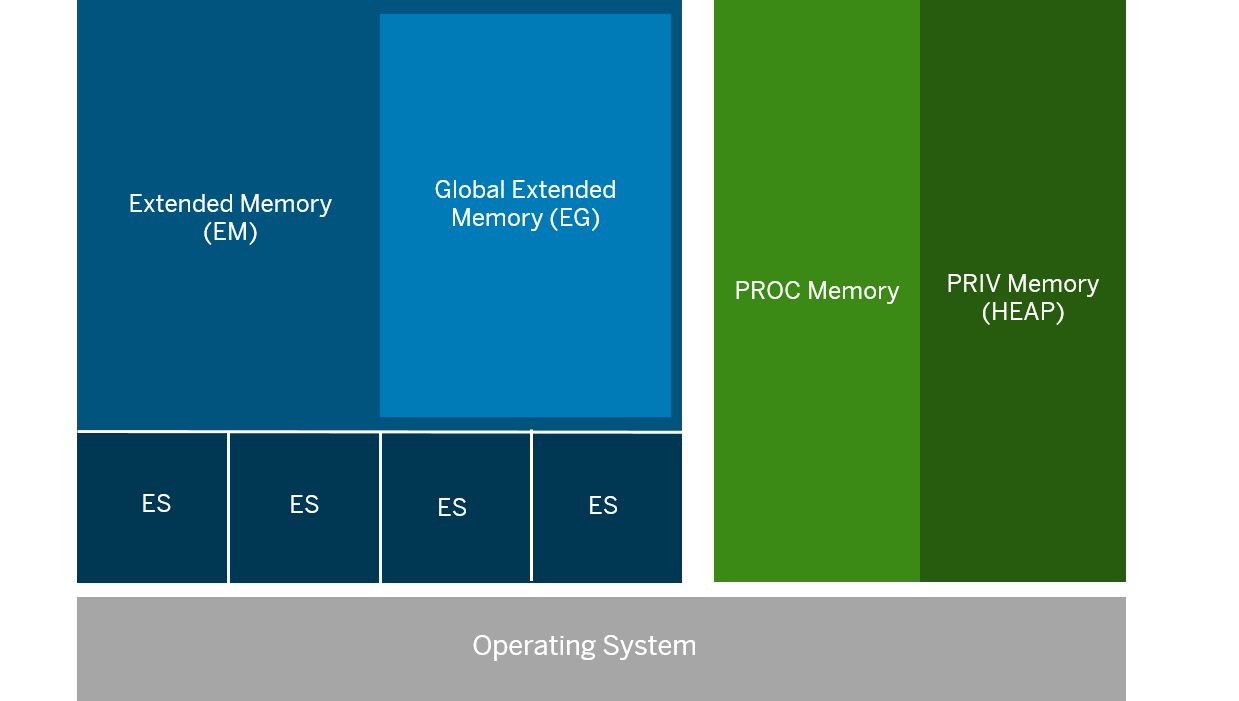 Extended Memory
(EM)
Global Extended
Memory (EG)
PROC Memory
PRIV Memory
(HEAP)
ES
ES
ES
ES
Operating System